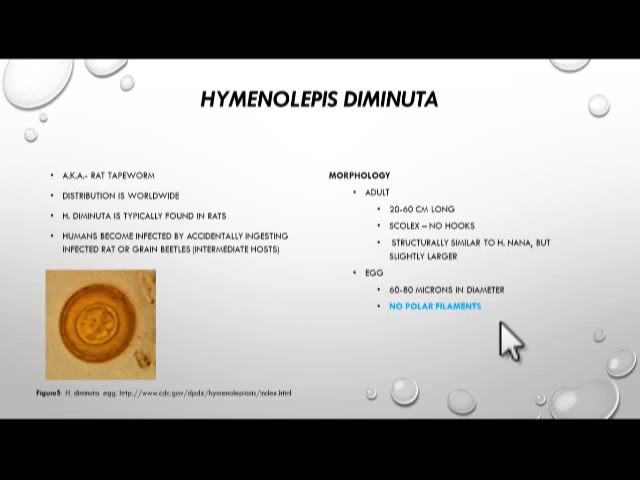 HYMENOLEPIS DIMINUTA
• A.K.A.- RAT TAPEWORM
• DISTRIBUTION IS WORLDWIDE
• H. DIMINUTA IS TYPICALLY FOUND IN RATS
• HUMANS BECOME INFECTED BY ACCIDENTALLY INGESTING
INFECTED RAT OR GRAIN BEETLES (INTERMEDIATE HOSTS)
Figure5: H. diminuta egg. http://www.cdc.gov/dpdx/hymenolepiasis/index.html
MORPHOLOGY
• ADULT
• 20-60 CM LONG
• SCOLEX – NO HOOKS
• STRUCTURALLY SIMILAR TO H. NANA, BUT
SLIGHTLY LARGER
• EGG
• 60-80 MICRONS IN DIAMETER
• NO POLAR FILAMENTS